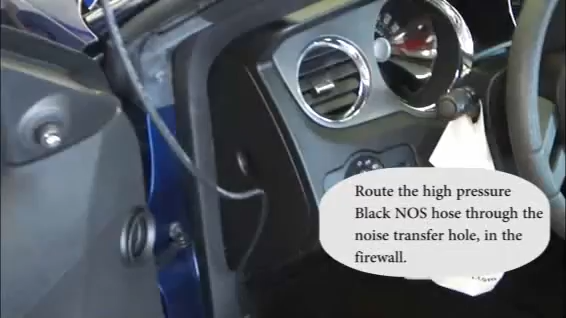 Route the high pressure
Black NOS hose through the
noise transfer hole, in the
firewall.